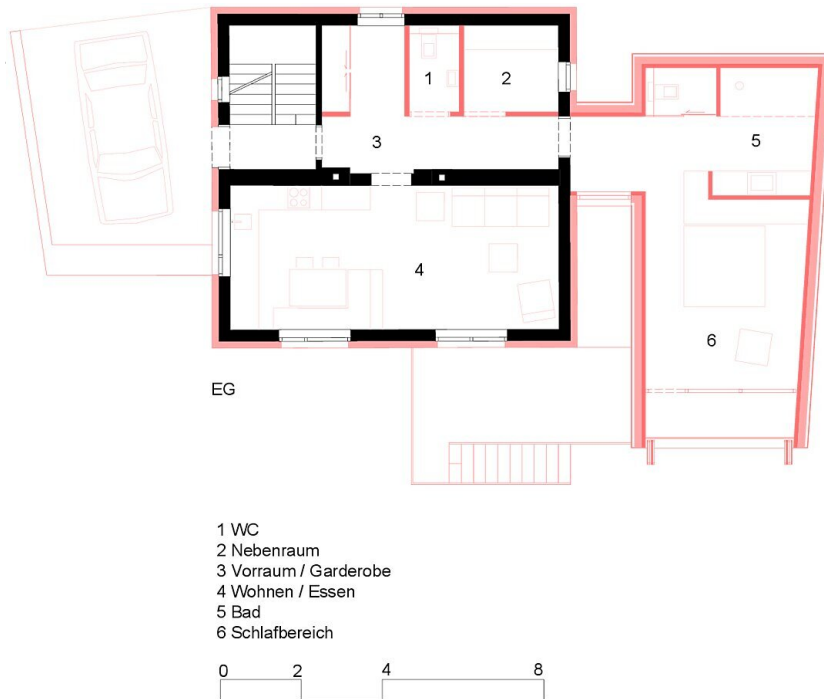 1
2
3
5
4
6
EG
1 WC
2 Nebenraum
3 Vorraum / Garderobe
4 Wohnen / Essen
5 Bad
6 Schlafbereich
0 2 4 8